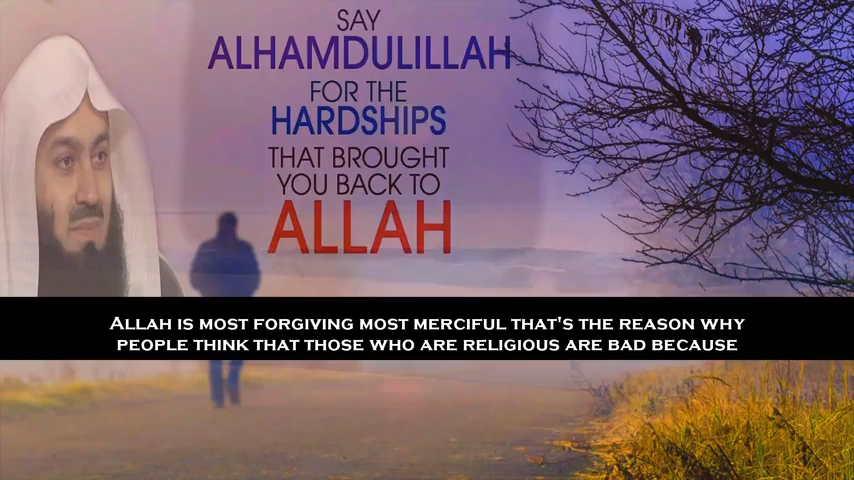 SAY
ALHAMDULILLAH
FOR THE
HARDSHIPS
THAT BROUGHT
YOU BACK TO
ALLAH
Allah is most forgiving most merciful that's the reason why
people think that those who are religious are bad because